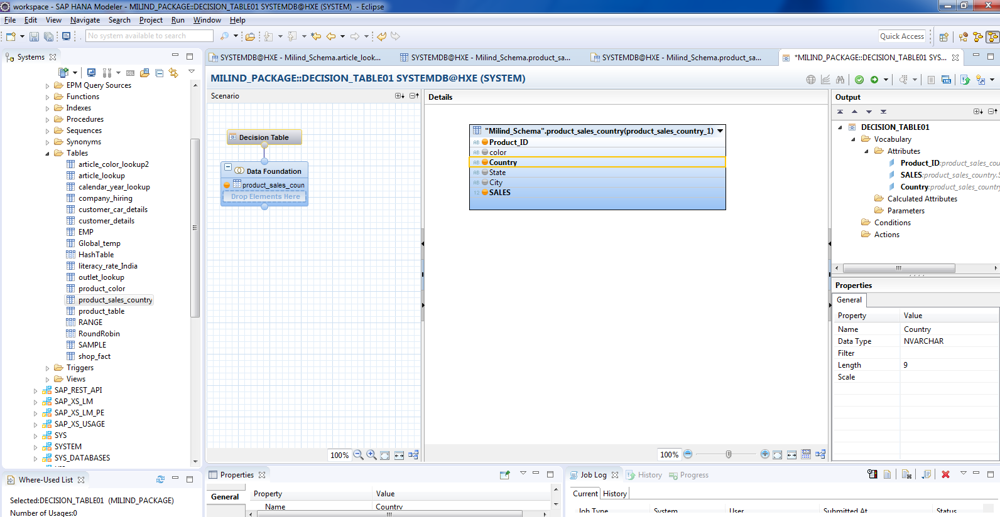 workspace - SAP HANA Modeler - MILIND_PACKAGE::DECISION_TABLE01 SYSTEMDB@HXE (SYSTEM) - Eclipse
File Edit View Navigate Search Project Run Window Help
No system available to search
Quick Access
Systems
SYSTEMDB@HXE - Milind_Schema.article_look...
SYSTEMDB@HXE - Milind_Schema.product_sa...
SYSTEMDB@HXE - Milind_Schema.product_sa...
*MILIND_PACKAGE::DECISION_TABLE01 SYS...
EPM Query Sources
Functions
Indexes
Procedures
Sequences
Synonyms
Tables
article_color_lookup2
article_lookup
calendar_year_lookup
company_hiring
customer_car_details
customer_details
EMP
Global_temp
HashTable
literacy_rate_India
outlet_lookup
product_color
product_sales_country
product_table
RANGE
RoundRobin
SAMPLE
shop_fact
Triggers
Views
SAP_REST_API
SAP_XS_LM
SAP_XS_LM_PE
SAP_XS_USAGE
SYS
SYSTEM
SYS_DATABASES
MILIND_PACKAGE::DECISION_TABLE01 SYSTEMDB@HXE (SYSTEM)
Scenario
Decision Table
Data Foundation
product_sales_coun
Drop Elements Here
100%
Details
"Milind_Schema".product_sales_country(product_sales_country_1)
AB Product_ID
AB color
AB Country
AB State
AB City
12 SALES
100%
Output
DECISION_TABLE01
Vocabulary
Attributes
Product_ID:product_sales_cou
SALES:product_sales_country.S
Country:product_sales_country
Calculated Attributes
Parameters
Conditions
Actions
Properties
General
Property Value
Name Country
Data Type NVARCHAR
Filter
Length 9
Scale
Where-Used List
Selected:DECISION_TABLE01 (MILIND_PACKAGE)
Number of Usages:0
Properties
General
Property Value
Name Country
Job Log History Progress
Current History
Job Type System User Submitted At Status